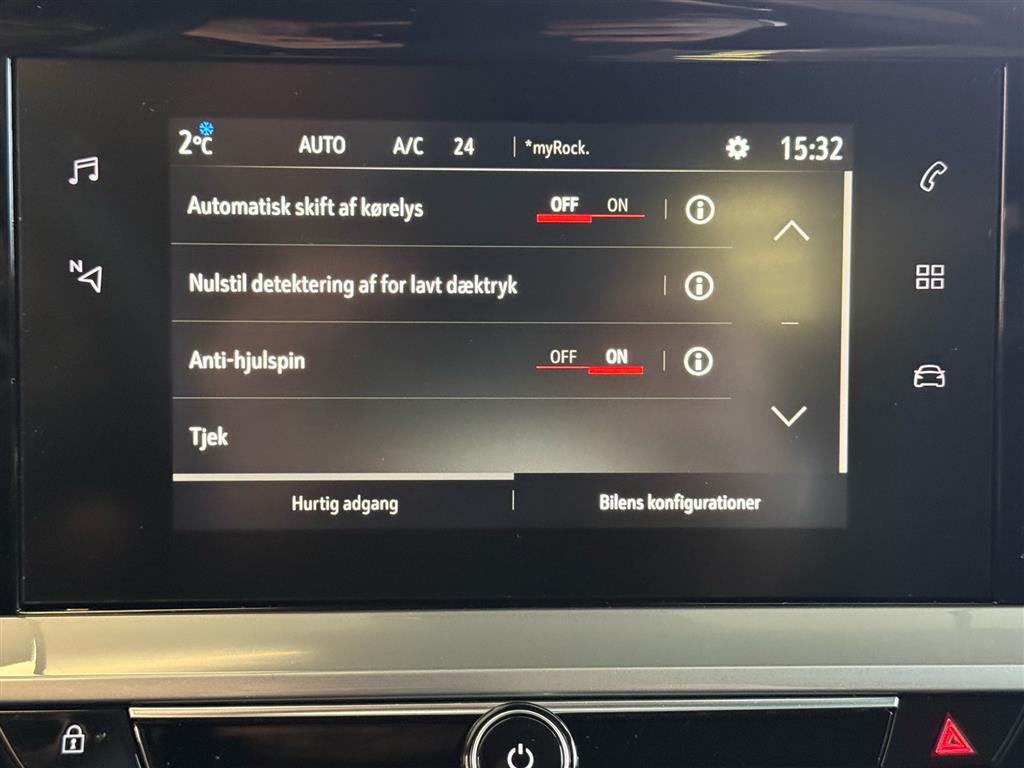 2°C AUTO A/C 24 *myRock. 15:32
Automatisk skift af kørelys OFF ON
Nulstil detektering af for lavt dæktryk
Anti-hjulspin OFF ON
Tjek
Hurtig adgang Bilens konfigurationer
N